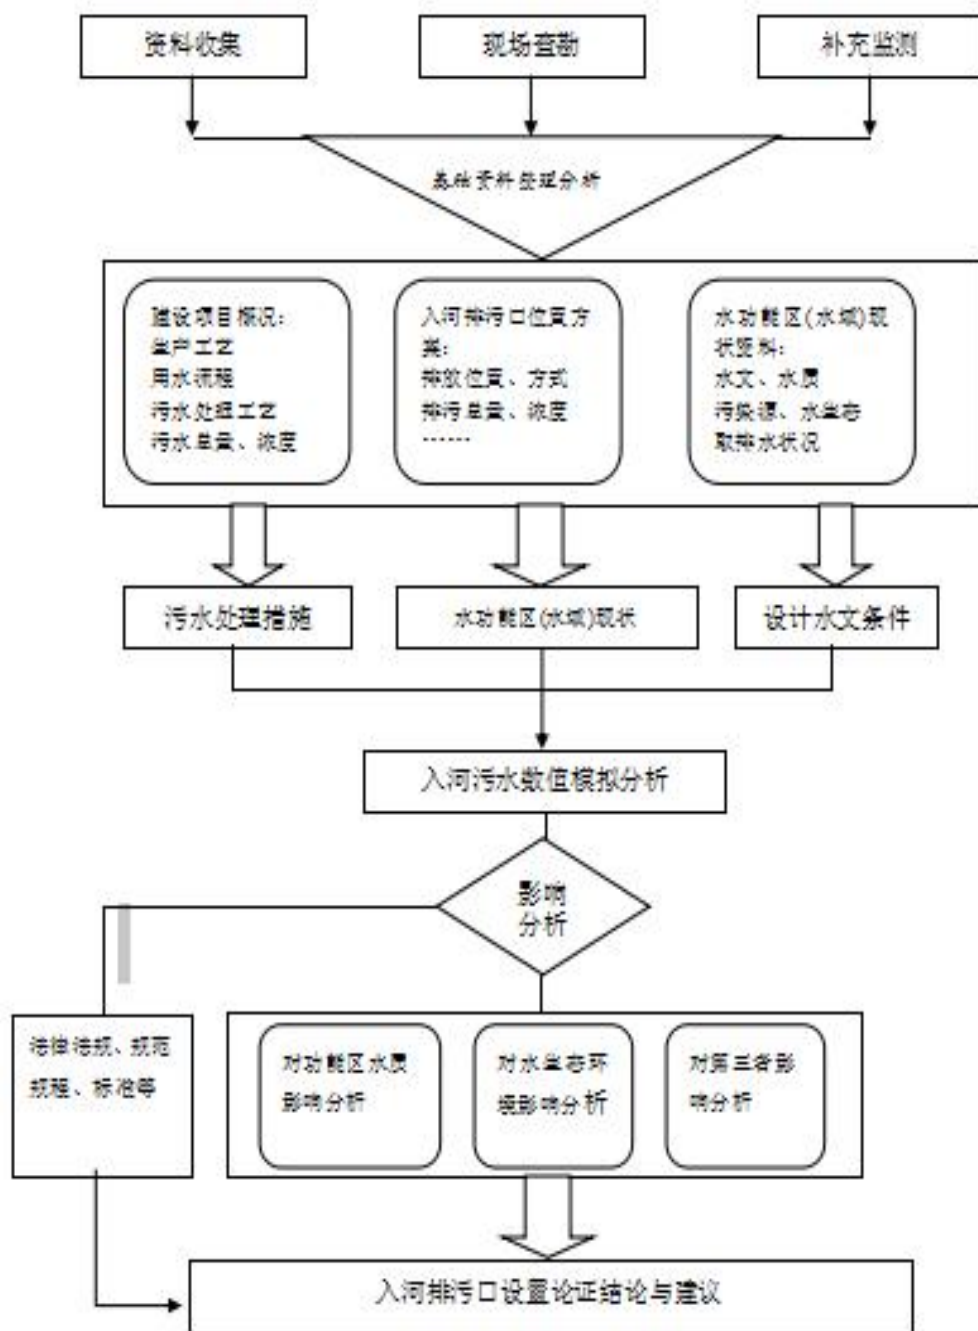 资料收集
现场查勘
补充监测
基础资料整理分析
建设项目概况：
生产工艺
用水流程
污水处理工艺
污水总量、浓度
入河排污口位置方
案：
排放位置、方式
排污总量、浓度
······
水功能区(水域)现
状资料：
水文、水质
污染源、水生态
取排水状况
污水处理措施
水功能区(水域)现状
设计水文条件
入河污水数值模拟分析
影响
分析
法律法规、规范
规程、标准等
对功能区水质
影响分析
对水生态环
境影响分析
对第三者影
响分析
入河排污口设置论证结论与建议